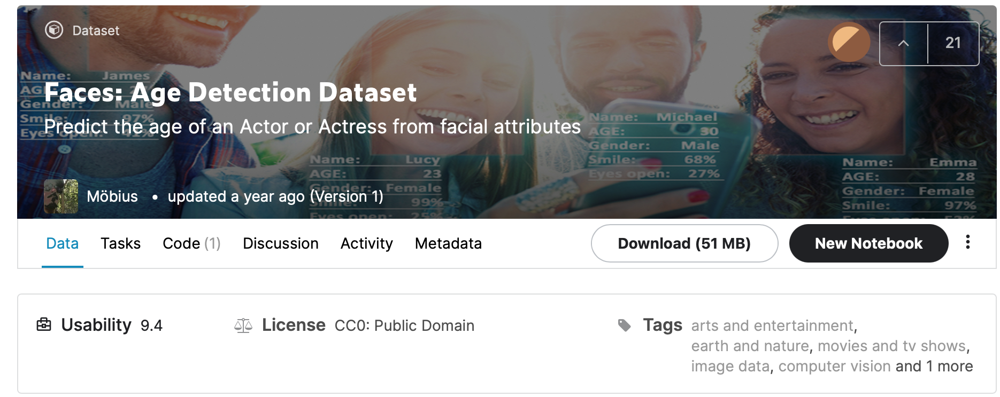 Dataset
21
Name: James
AGE:
Gender: Male
Smile: 97%
Eyes open: 41%
Faces: Age Detection Dataset
Predict the age of an Actor or Actress from facial attributes
Name: Lucy
AGE: 23
Gender: Female
Smile: 99%
Eyes open: 25%
Name: Michael
AGE: 30
Gender: Male
Smile: 68%
Eyes open: 27%
Name: Emma
AGE: 28
Gender: Female
Smile: 97%
Möbius • updated a year ago (Version 1)
Data Tasks Code (1) Discussion Activity Metadata Download (51 MB) New Notebook
Usability 9.4 License CC0: Public Domain Tags arts and entertainment,
earth and nature, movies and tv shows,
image data, computer vision and 1 more